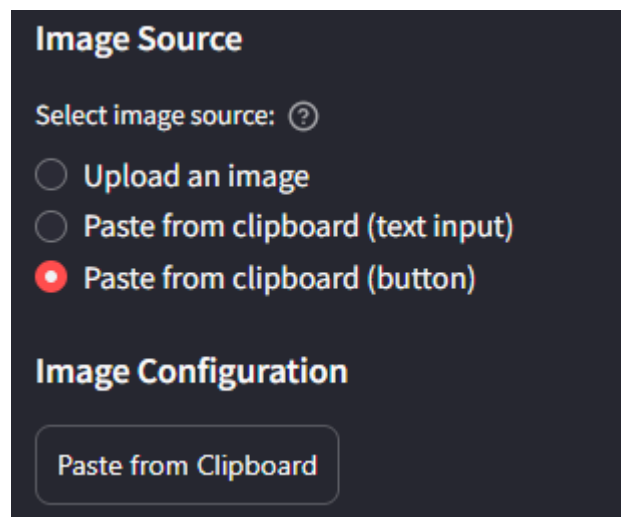 Image Source
Select image source: ?
Upload an image
Paste from clipboard (text input)
Paste from clipboard (button)
Image Configuration
Paste from Clipboard